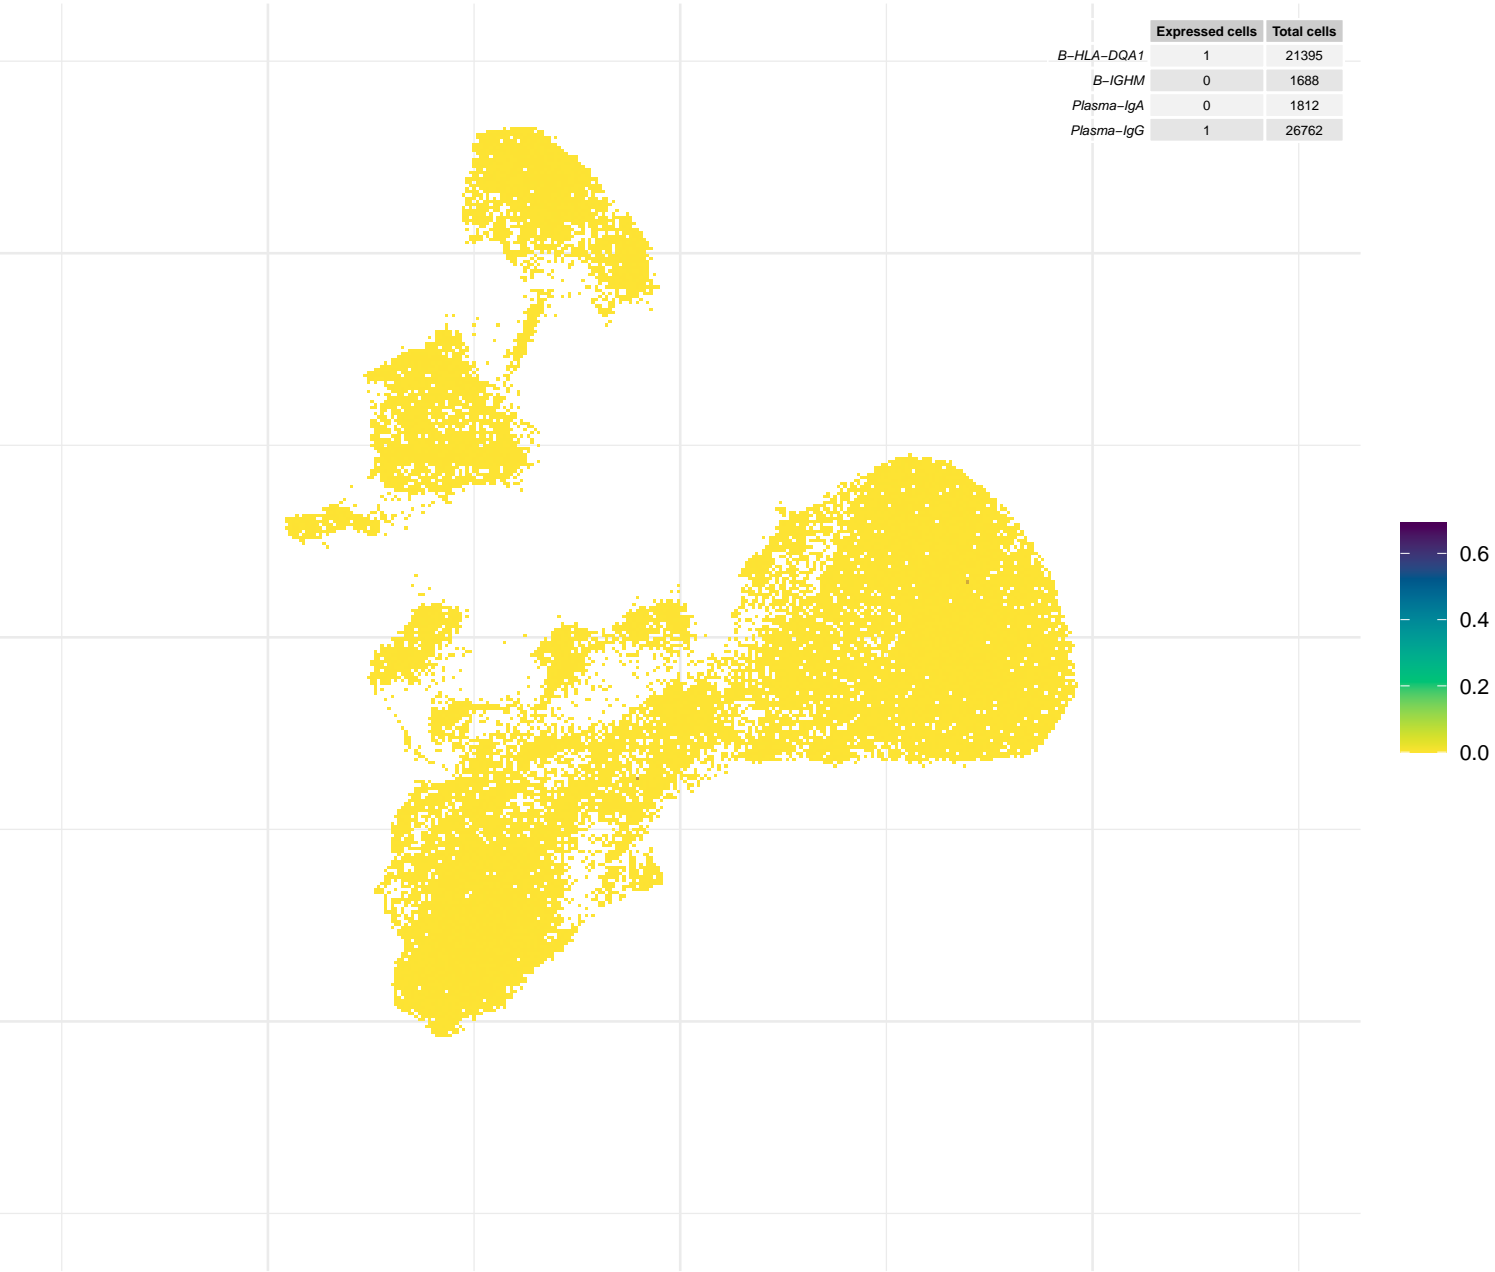 Expressed cells Total cells
B−HLA−DQA1 1 21395
B−IGHM 0 1688
Plasma−IgA 0 1812
Plasma−IgG 1 26762
0.6
0.4
0.2
0.0